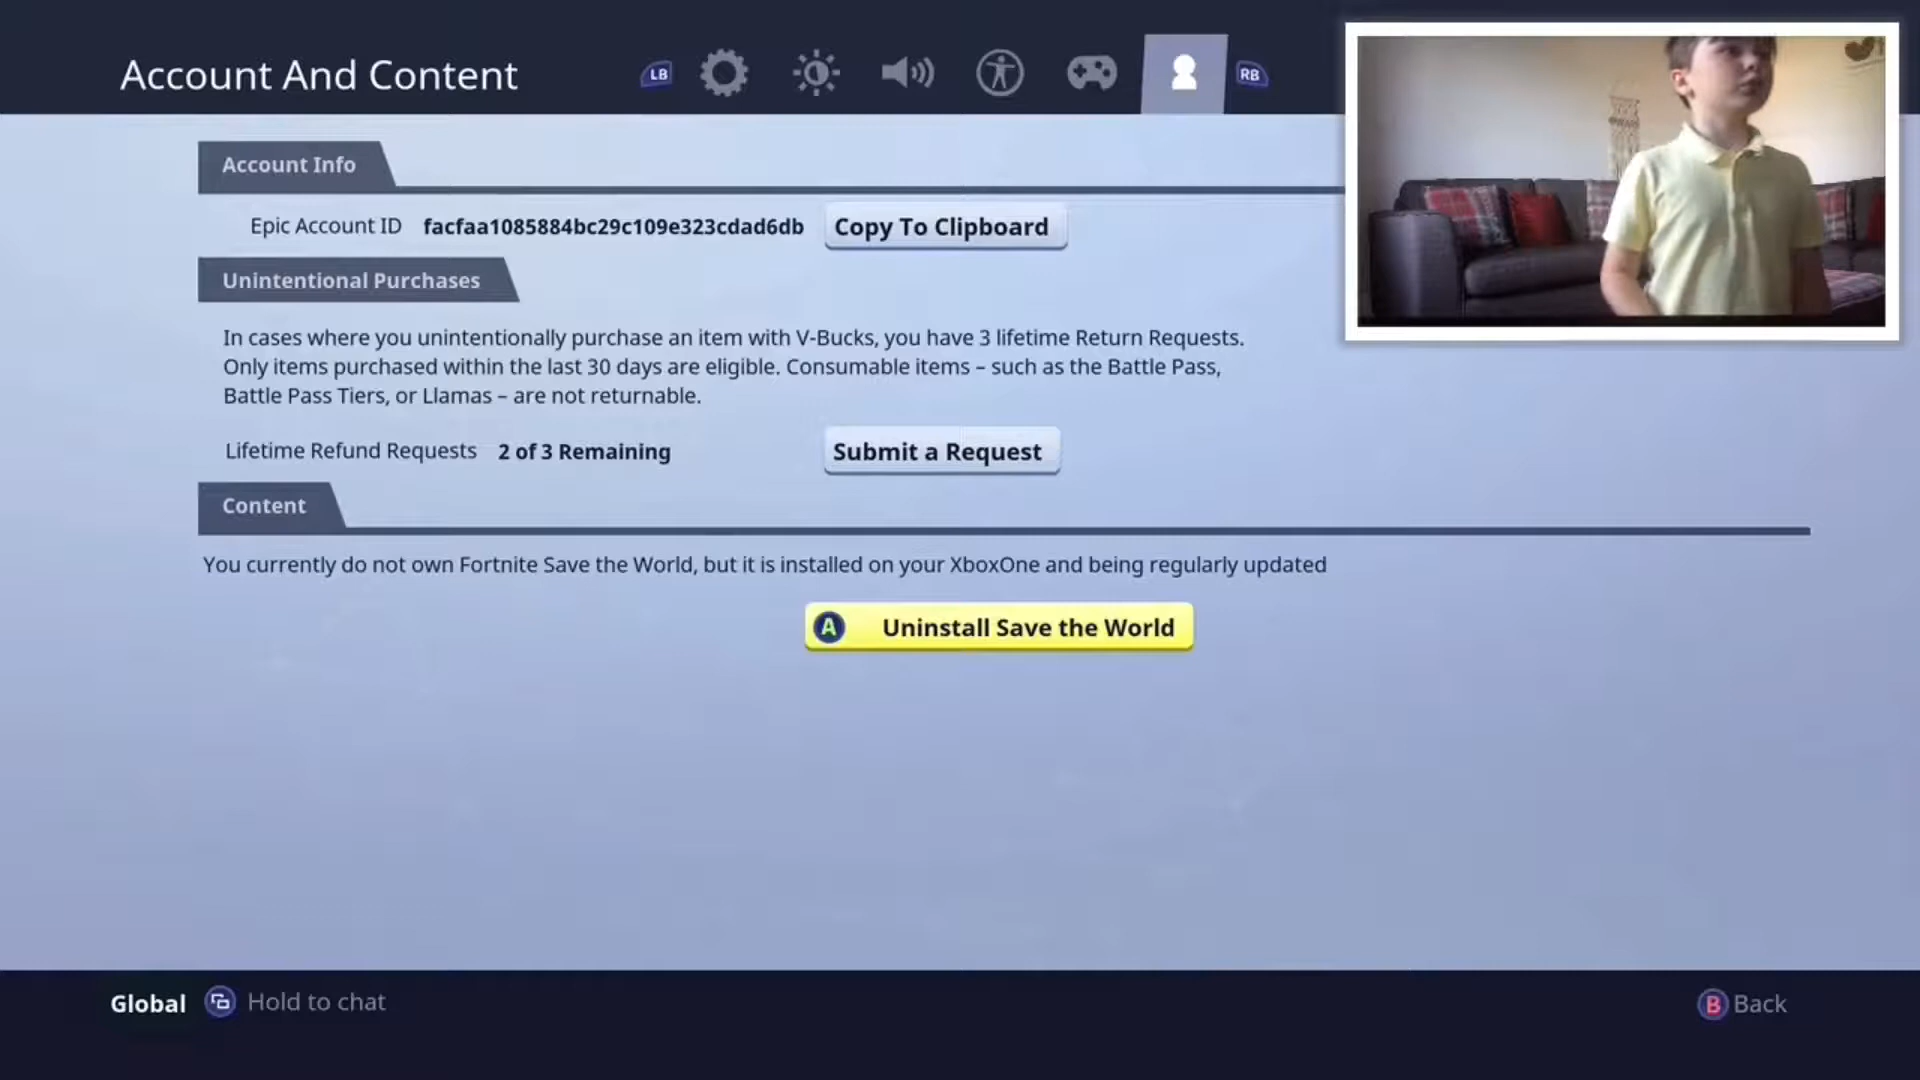 Account And Content
LB
RB
Account Info
Epic Account ID facfaa1085884bc29c109e323cdad6db Copy To Clipboard
Unintentional Purchases
In cases where you unintentionally purchase an item with V-Bucks, you have 3 lifetime Return Requests.
Only items purchased within the last 30 days are eligible. Consumable items – such as the Battle Pass,
Battle Pass Tiers, or Llamas – are not returnable.
Lifetime Refund Requests 2 of 3 Remaining Submit a Request
Content
You currently do not own Fortnite Save the World, but it is installed on your XboxOne and being regularly updated
A Uninstall Save the World
Global Hold to chat
B Back